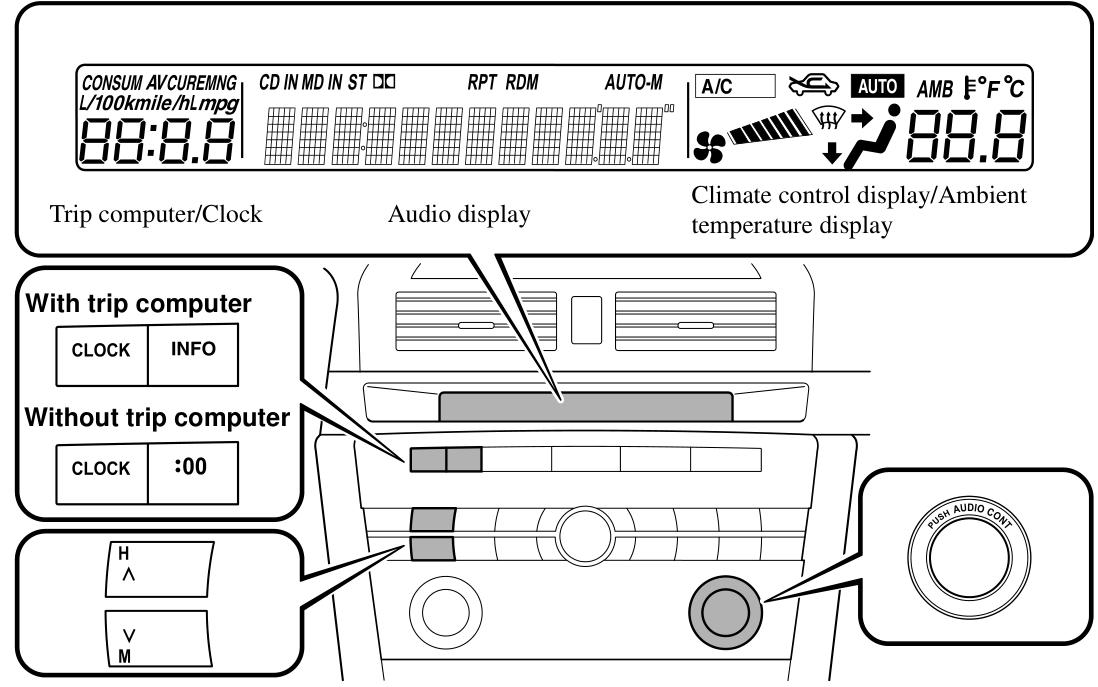 CONSUM AVCUREMNG CD IN MD IN ST RPT RDM AUTO-M A/C AUTO AMB °F °C
L/100kmile/hLmpg
88:8.8 88.8
Trip computer/Clock Audio display Climate control display/Ambient
temperature display
With trip computer
CLOCK INFO
Without trip computer
CLOCK :00
H
M
PUSH AUDIO CONT